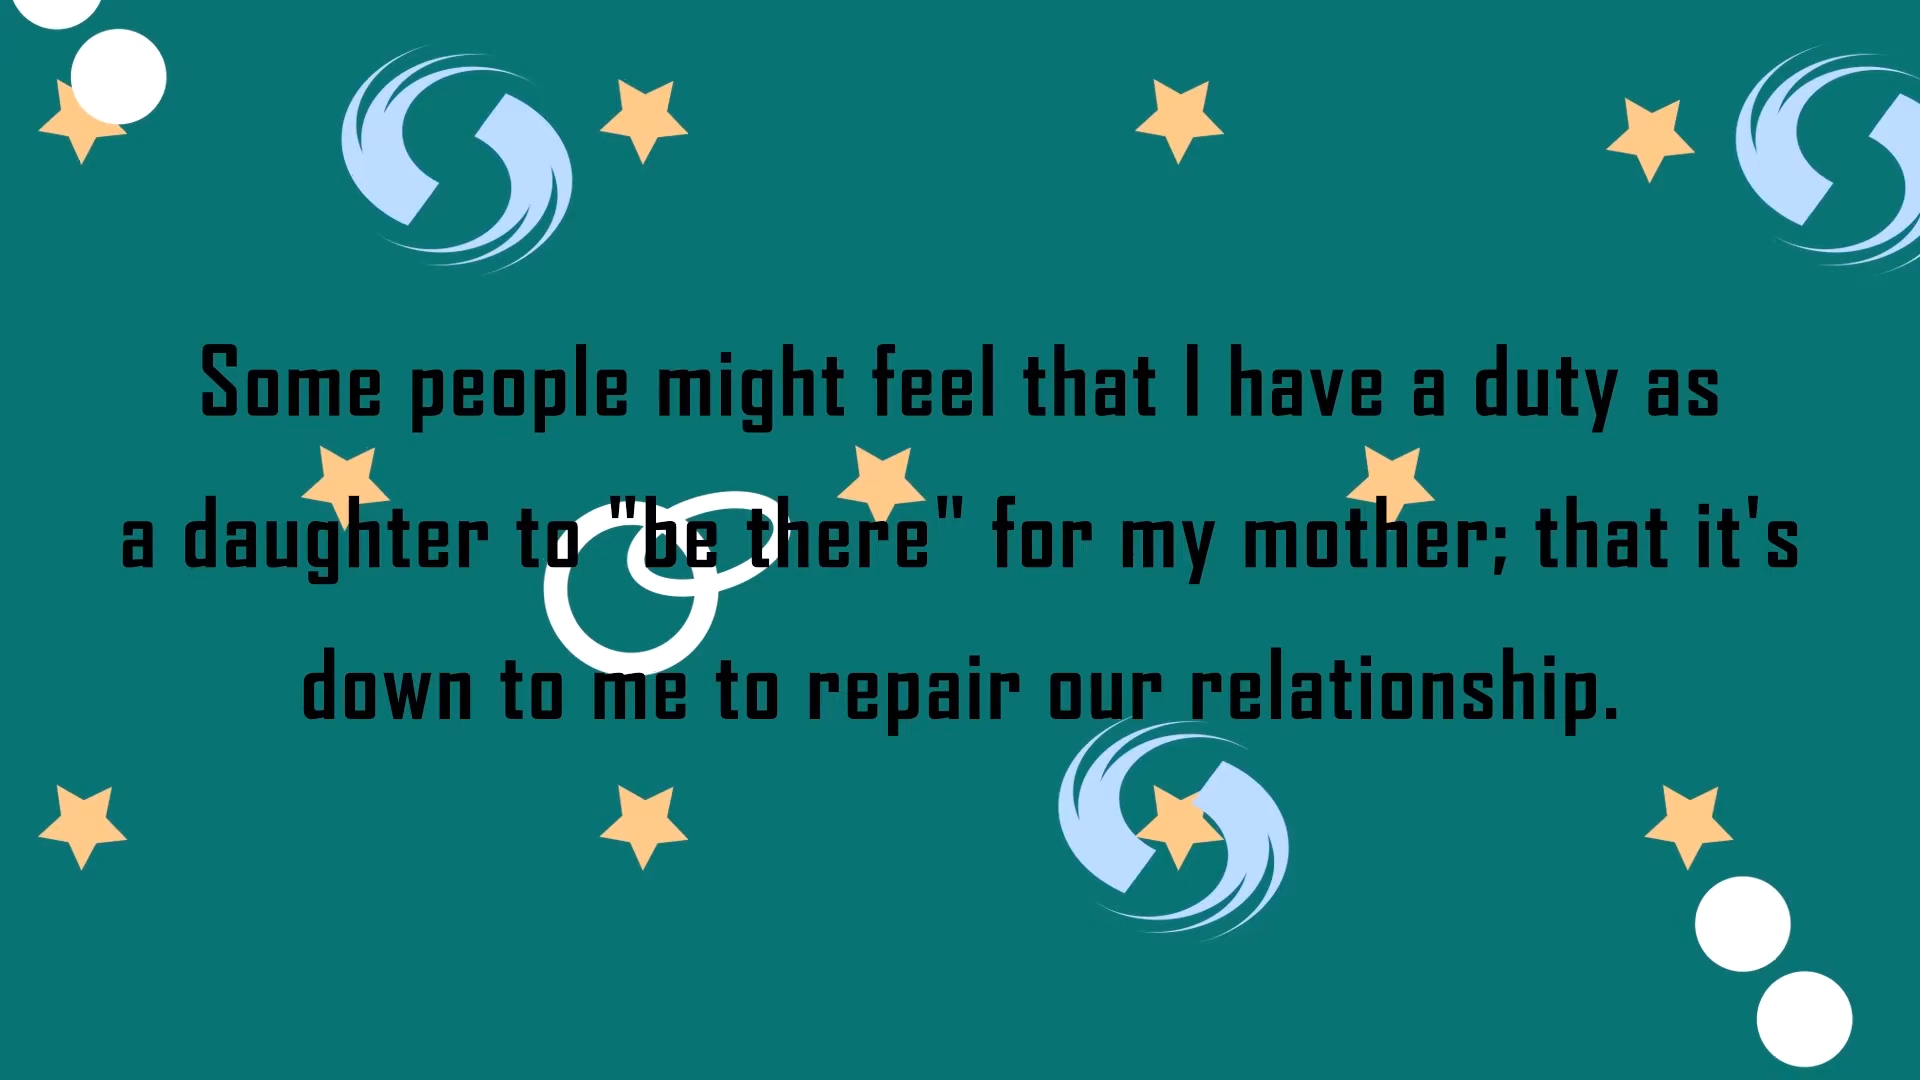 Some people might feel that I have a duty as
a daughter to "be there" for my mother; that it's
down to me to repair our relationship.